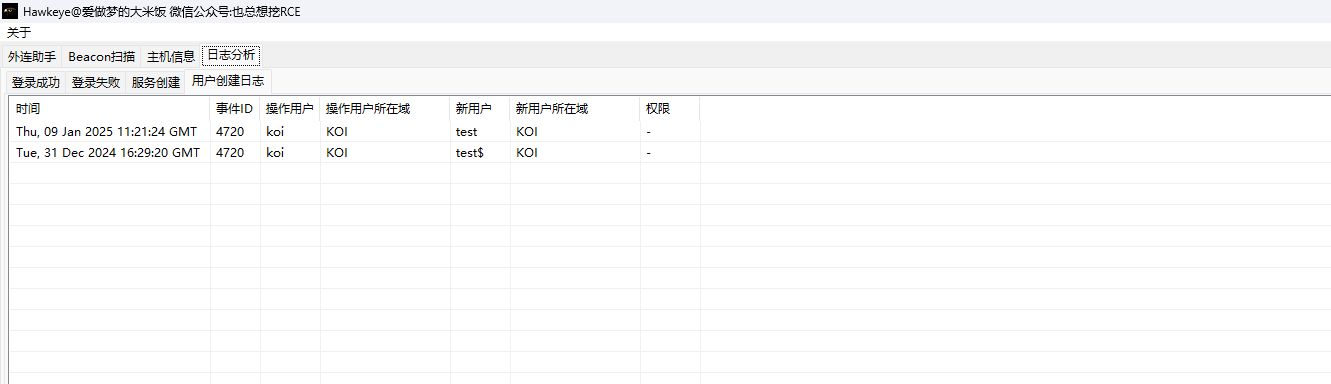 Hawkeye@爱做梦的大米饭 微信公众号:也总想挖RCE
关于
外连助手 Beacon扫描 主机信息 日志分析
登录成功 登录失败 服务创建 用户创建日志
时间 事件ID 操作用户 操作用户所在域 新用户 新用户所在域 权限
Thu, 09 Jan 2025 11:21:24 GMT 4720 koi KOI test KOI -
Tue, 31 Dec 2024 16:29:20 GMT 4720 koi KOI test$ KOI -